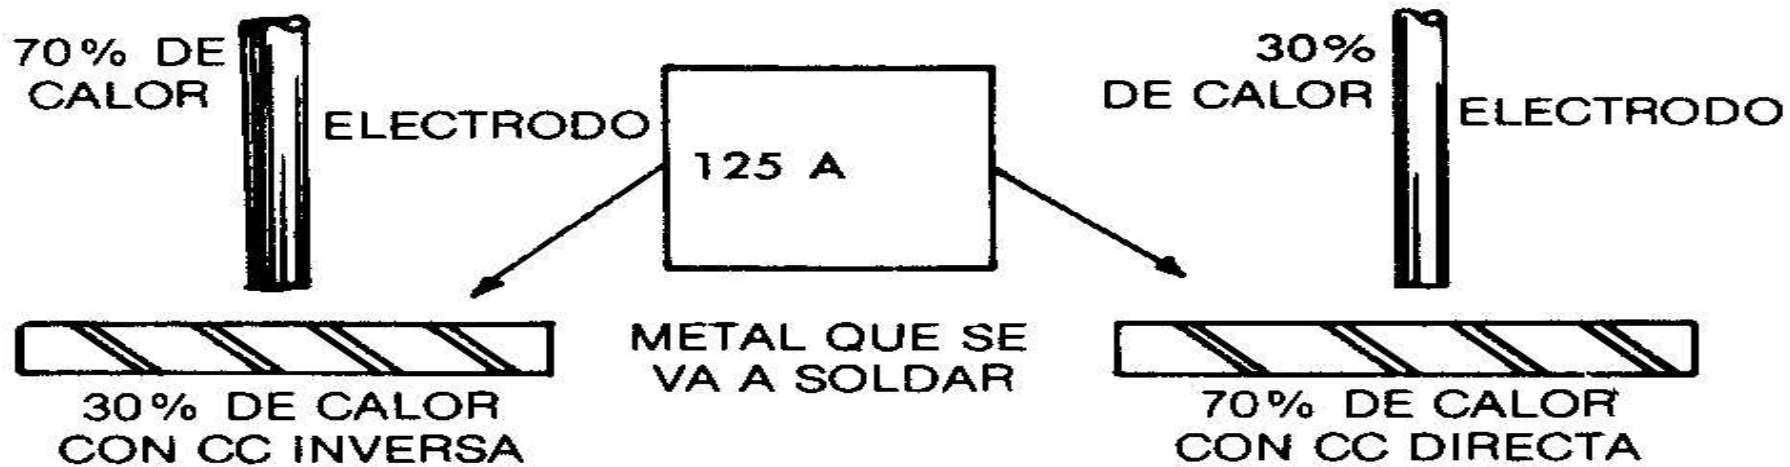 70% DE
CALOR
ELECTRODO
125 A
30%
DE CALOR
ELECTRODO
METAL QUE SE
VA A SOLDAR
30% DE CALOR
CON CC INVERSA
70% DE CALOR
CON CC DIRECTA